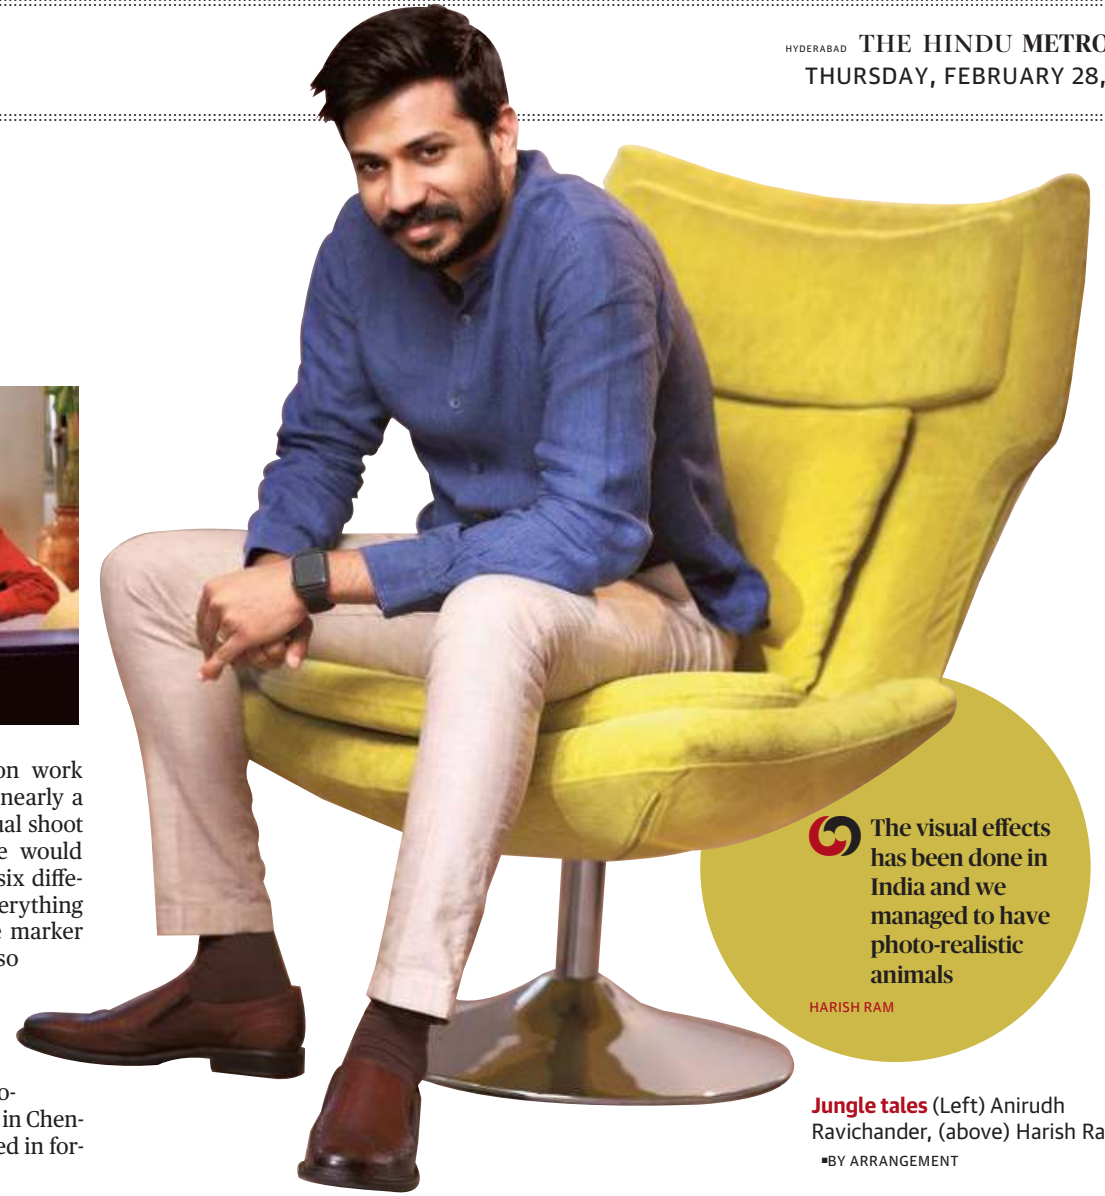 HYDERABAD THE HINDU METRO
THURSDAY, FEBRUARY 28,
on work
nearly a
ual shoot
e would
six diffe-
erything
e marker
so
o-
in Chen-
ed in for-
The visual effects
has been done in
India and we
managed to have
photo-realistic
animals
HARISH RAM
Jungle tales (Left) Anirudh
Ravichander, (above) Harish Ra
■BY ARRANGEMENT